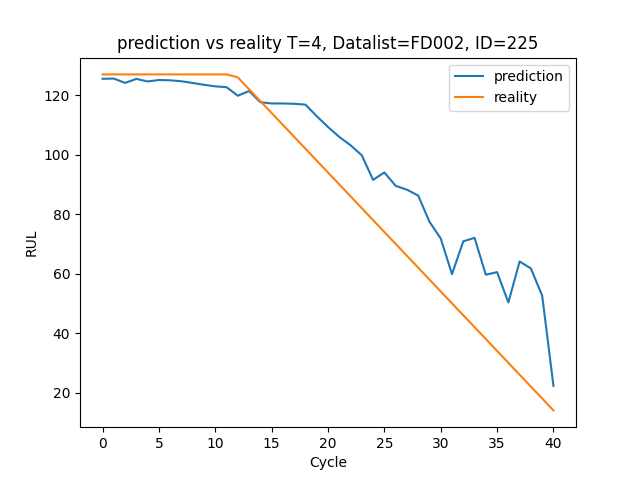 prediction vs reality T=4, Datalist=FD002, ID=225
prediction
reality
RUL
120
100
80
60
40
20
0 5 10 15 20 25 30 35 40
Cycle